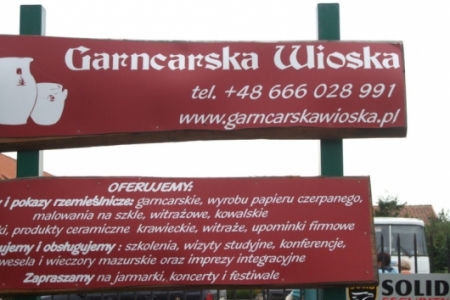 Garncarska Wioska
tel. +48 666 028 991
www.garncarskawioska.pl
OFERUJEMY:
i pokazy rzemieślnicze: garncarskie, wyrobu papieru czerpanego,
malowania na szkle, witrażowe, kowalskie
produkty ceramiczne krawieckie, witraże, upominki firmowe
i obsługujemy : szkolenia, wizyty studyjne, konferencje,
wesela i wieczory mazurskie oraz imprezy integracyjne
Zapraszamy na jarmarki, koncerty i festiwale
SOLID